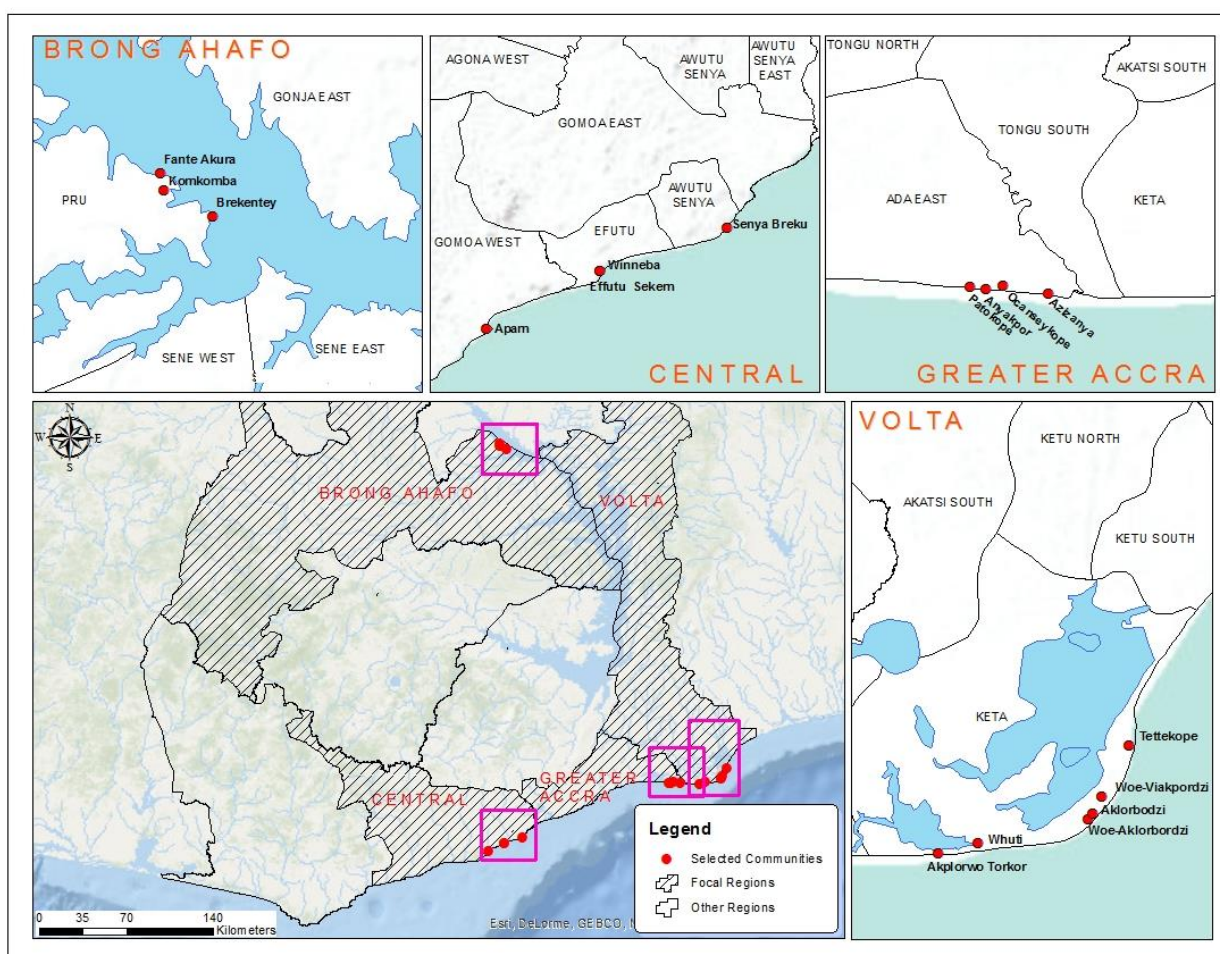 BRONG AHAFO
GONJA EAST
Fante Akura
Komkomba
PRU
Brekentey
SENE WEST
SENE EAST
AGONA WEST
AWUTU
SENYA
AWUTU
SENYA
EAST
GOMOA EAST
AWUTU
SENYA
Senya Breku
EFUTU
GOMOA WEST
Winneba
Effutu Sekem
Apam
CENTRAL
TONGU NORTH
AKATSI SOUTH
TONGU SOUTH
ADA EAST
KETA
Patokope
Anyakpor
Ocanseykope
Azizanya
GREATER ACCRA
N
W E
S
BRONG AHAFO
VOLTA
GREATER
ACCRA
CENTRAL
Legend
Selected Communities
Focal Regions
Other Regions
0 35 70 140
Kilometers
Esri, DeLorme, GEBCO,
VOLTA
KETU NORTH
AKATSI SOUTH
KETU SOUTH
KETA
Tettekope
Woe-Viakpordzi
Aklorbodzi
Woe-Aklorbordzi
Whuti
Akplorwo Torkor